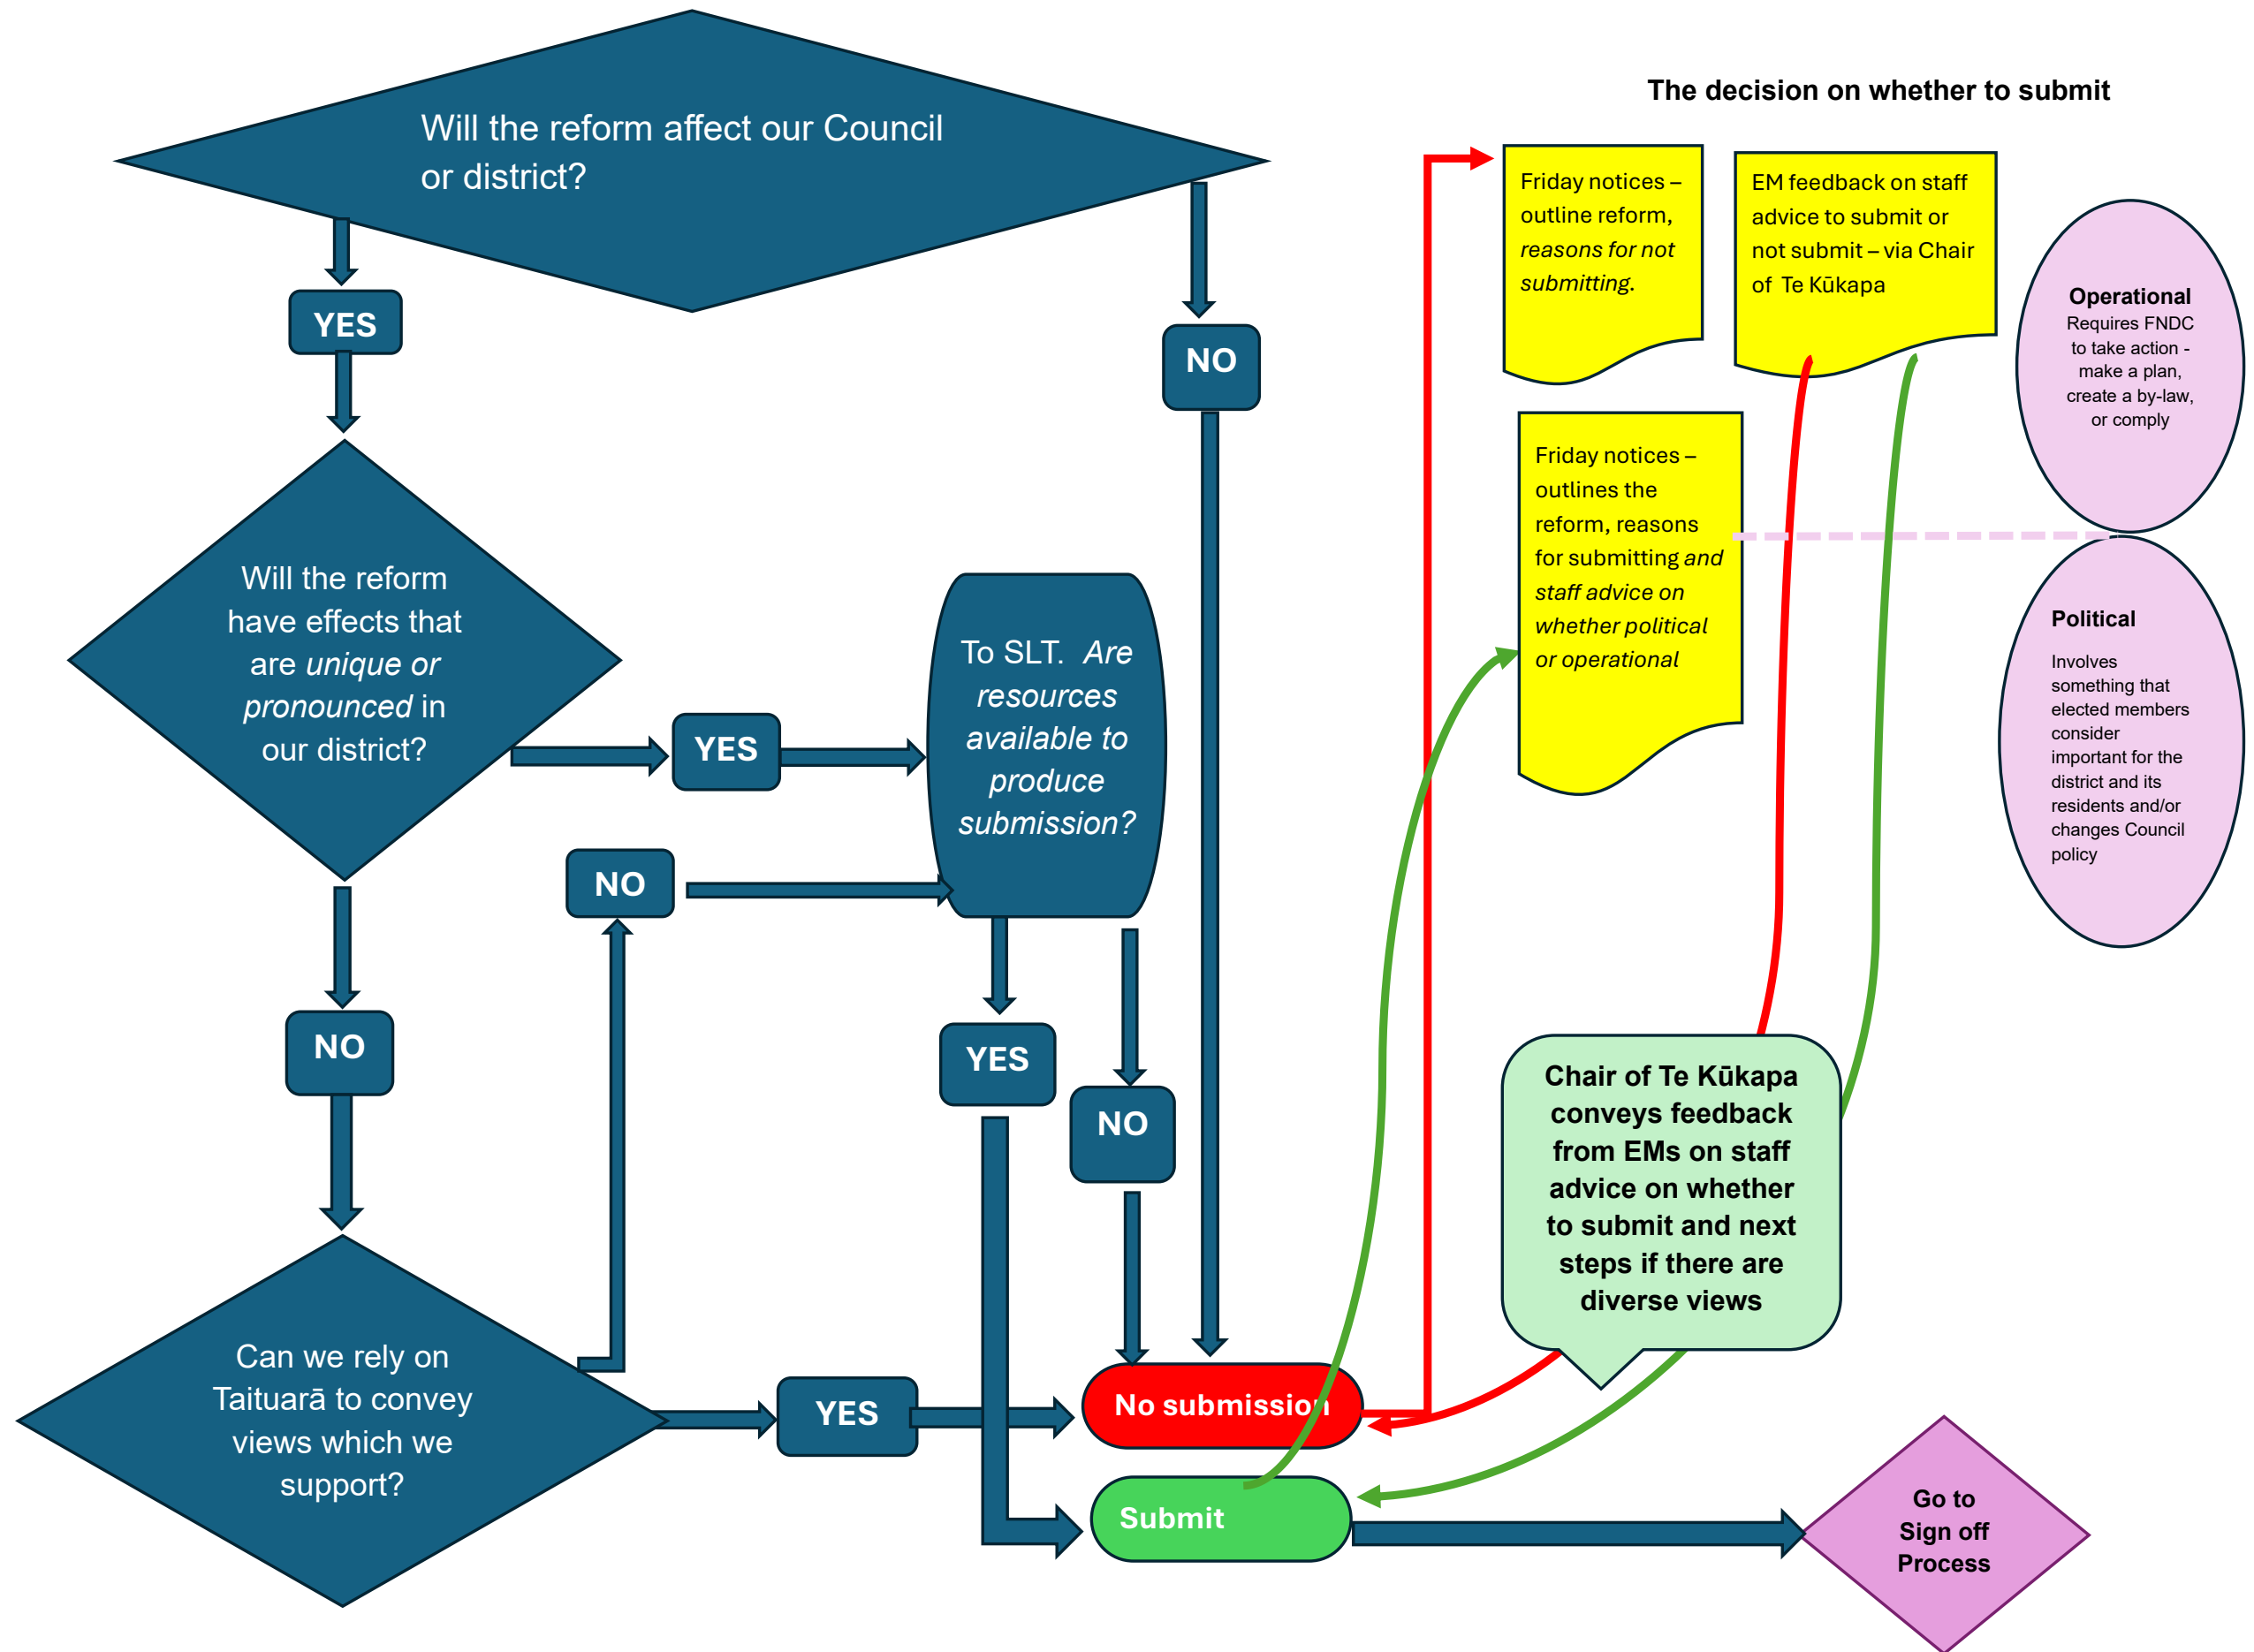 The decision on whether to submit
Will the reform affect our Council
or district?
YES
NO
Will the reform
have effects that
are unique or
pronounced in
our district?
YES
NO
To SLT.  Are
resources
available to
produce
submission?
NO
YES
NO
Can we rely on
Taituarā to convey
views which we
support?
YES
No submission
Submit
Friday notices –
outline reform,
reasons for not
submitting.
EM feedback on staff
advice to submit or
not submit – via Chair
of  Te Kūkapa
Friday notices –
outlines the
reform, reasons
for submitting and
staff advice on
whether political
or operational
Operational
Requires FNDC
to take action -
make a plan,
create a by-law,
or comply
Political
Involves
something that
elected members
consider
important for the
district and its
residents and/or
changes Council
policy
Chair of Te Kūkapa
conveys feedback
from EMs on staff
advice on whether
to submit and next
steps if there are
diverse views
Go to
Sign off
Process